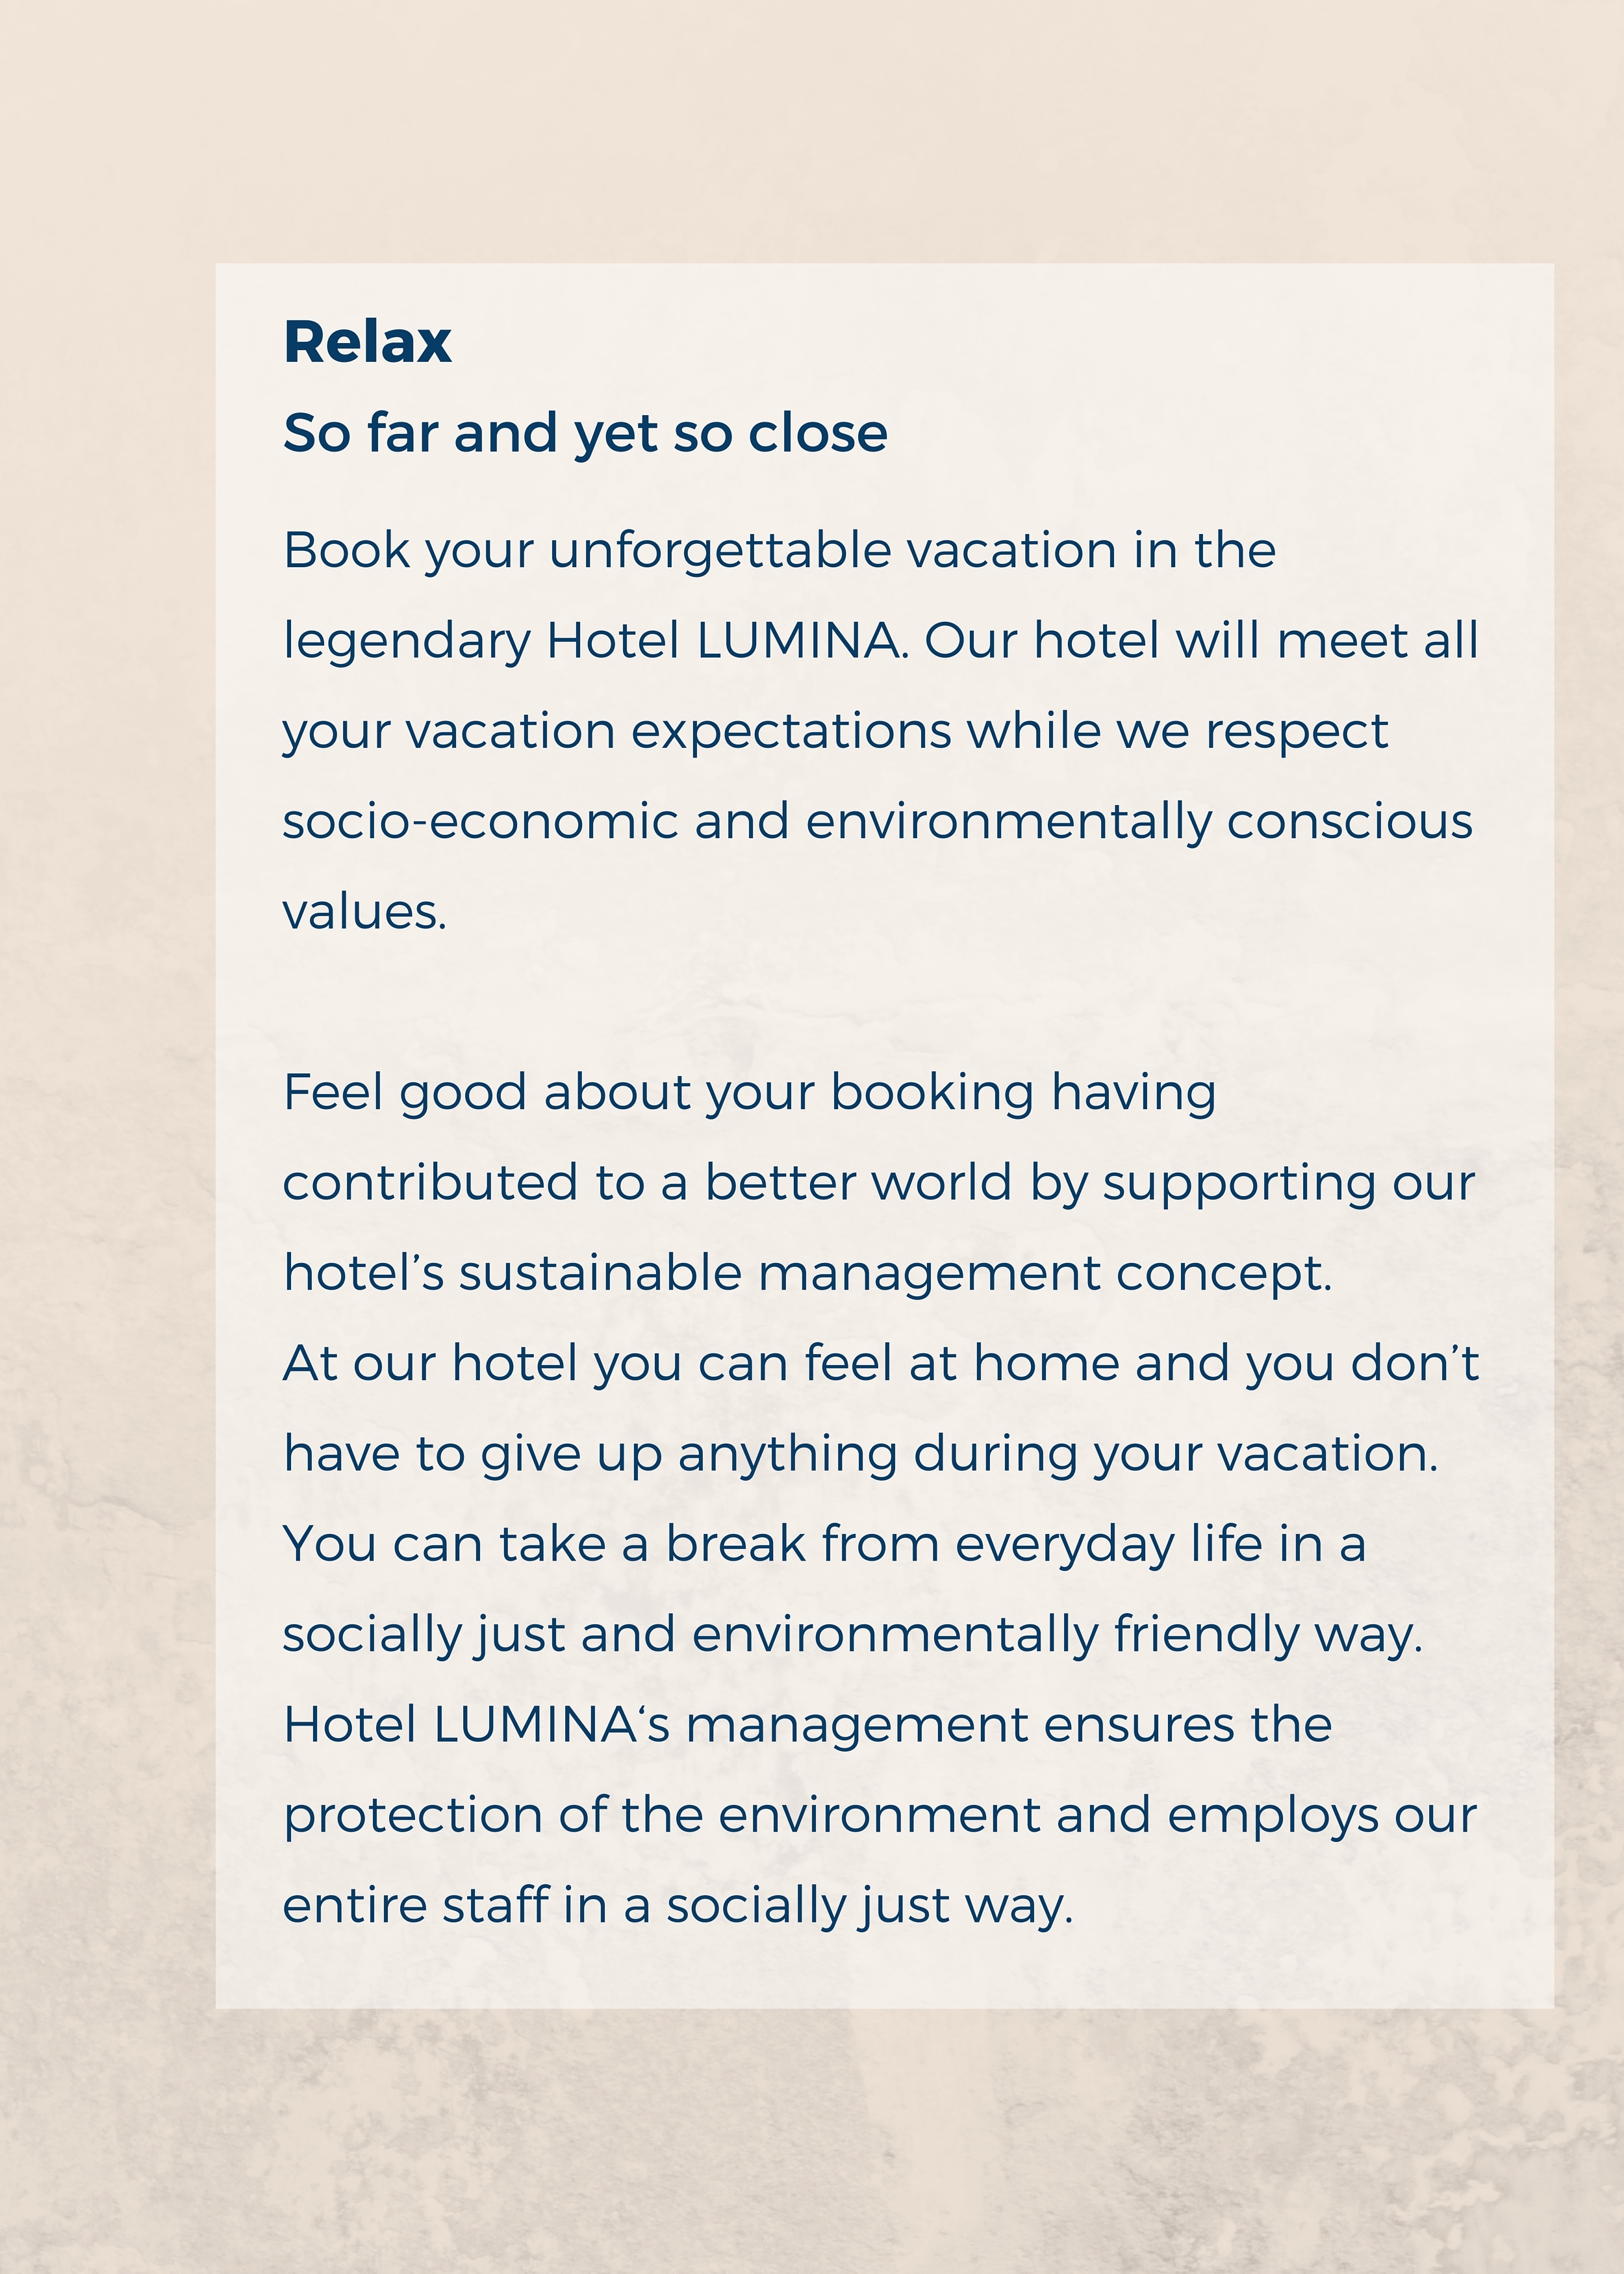 Relax
So far and yet so close
Book your unforgettable vacation in the
legendary Hotel LUMINA. Our hotel will meet all
your vacation expectations while we respect
socio-economic and environmentally conscious
values.
Feel good about your booking having
contributed to a better world by supporting our
hotel’s sustainable management concept.
At our hotel you can feel at home and you don’t
have to give up anything during your vacation.
You can take a break from everyday life in a
socially just and environmentally friendly way.
Hotel LUMINA‘s management ensures the
protection of the environment and employs our
entire staff in a socially just way.